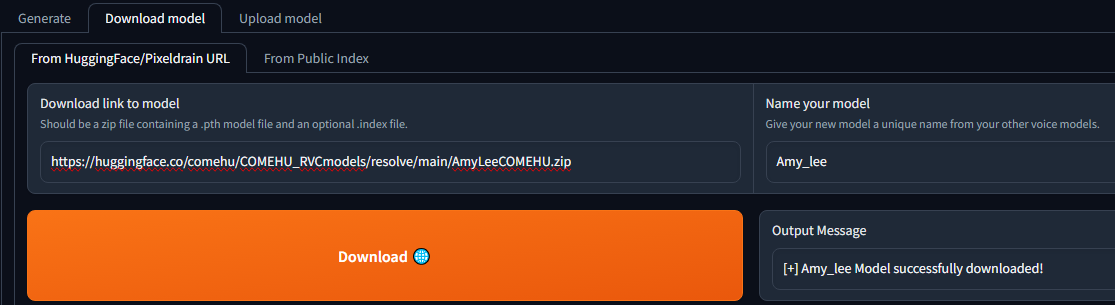 Generate
Download model
Upload model
From HuggingFace/Pixeldrain URL
From Public Index
Download link to model
Should be a zip file containing a .pth model file and an optional .index file.
https://huggingface.co/comehu/COMEHU_RVCmodels/resolve/main/AmyLeeCOMEHU.zip
Name your model
Give your new model a unique name from your other voice models.
Amy_lee
Download
Output Message
[+] Amy_lee Model successfully downloaded!